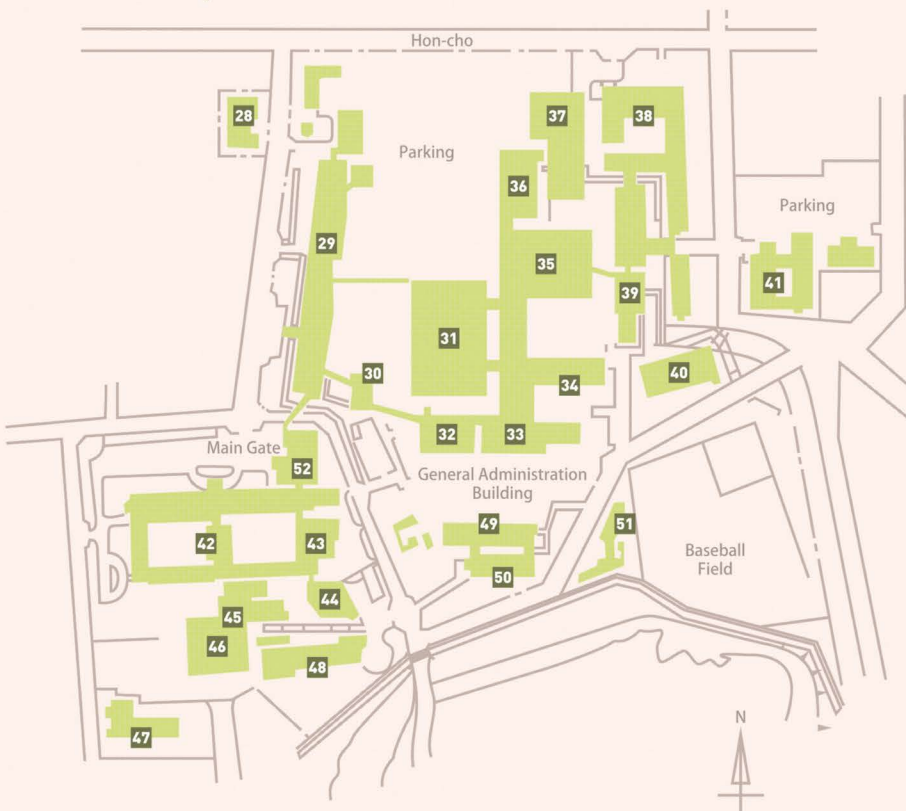 Hon-cho
28
37
38
Parking
36
Parking
29
35
41
39
31
30
34
40
32
33
Main Gate
52
General Administration
Building
49
51
42
43
Baseball
Field
50
44
45
46
48
47
N